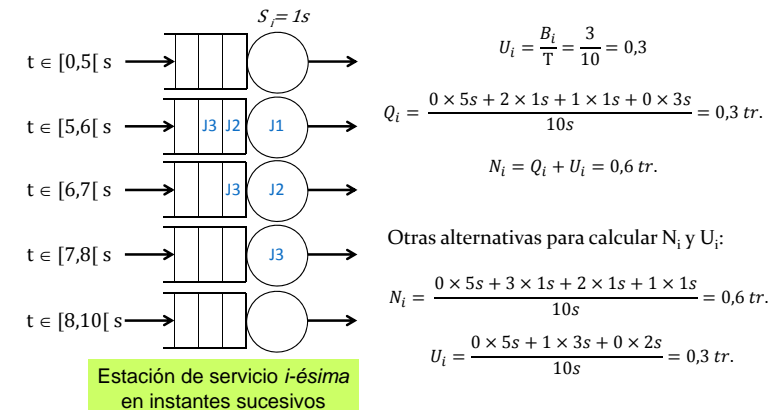 S_i = 1s
t ∈ [0,5[ s
t ∈ [5,6[ s
J3 J2 J1
t ∈ [6,7[ s
J3 J2
t ∈ [7,8[ s
J3
t ∈ [8,10[ s
Estación de servicio i-ésima
en instantes sucesivos
U_i = B_i / T = 3 / 10 = 0,3
Q_i = (0 × 5s + 2 × 1s + 1 × 1s + 0 × 3s) / 10s = 0,3 tr.
N_i = Q_i + U_i = 0,6 tr.
Otras alternativas para calcular N_i y U_i:
N_i = (0 × 5s + 3 × 1s + 2 × 1s + 1 × 1s) / 10s = 0,6 tr.
U_i = (0 × 5s + 1 × 3s + 0 × 2s) / 10s = 0,3 tr.